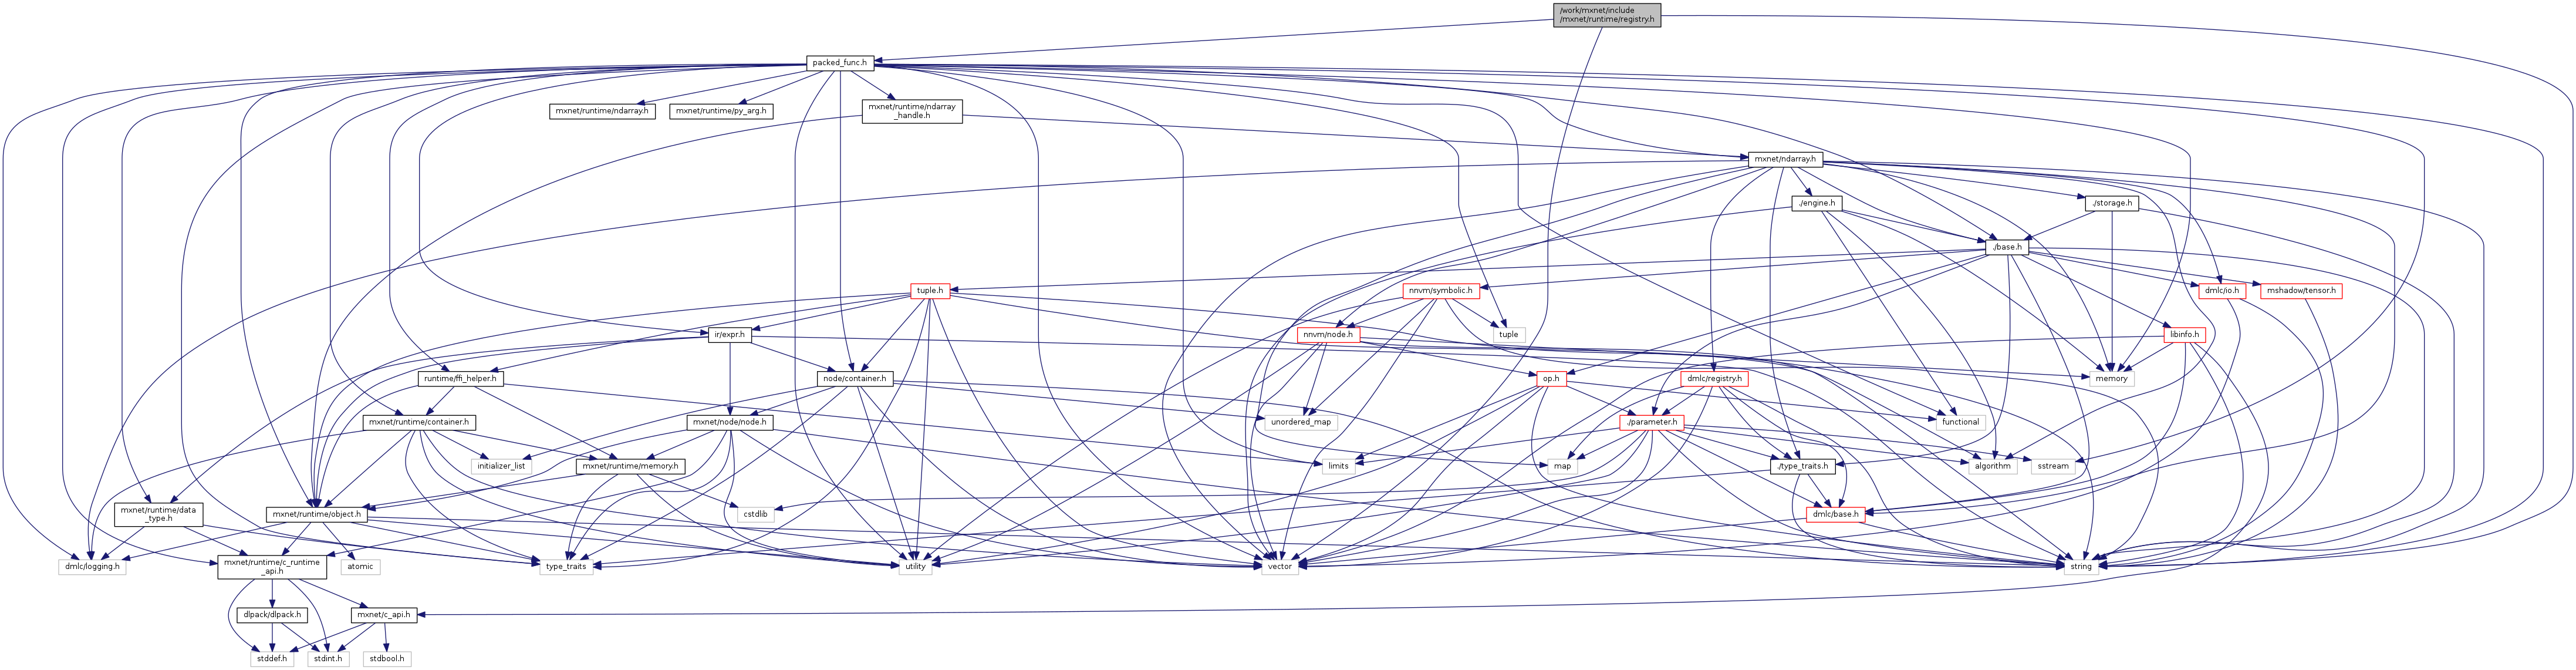 /work/mxnet/include
/mxnet/runtime/registry.h
packed_func.h
mxnet/runtime/ndarray.h
mxnet/runtime/py_arg.h
mxnet/runtime/ndarray
_handle.h
mxnet/ndarray.h
./engine.h
./storage.h
./base.h
tuple.h
nnvm/symbolic.h
dmlc/io.h
mshadow/tensor.h
ir/expr.h
nnvm/node.h
tuple
libinfo.h
runtime/ffi_helper.h
node/container.h
op.h
dmlc/registry.h
memory
mxnet/runtime/container.h
mxnet/node/node.h
unordered_map
./parameter.h
functional
initializer_list
mxnet/runtime/memory.h
limits
map
./type_traits.h
algorithm
sstream
mxnet/runtime/data
_type.h
mxnet/runtime/object.h
cstdlib
dmlc/base.h
dmlc/logging.h
mxnet/runtime/c_runtime
_api.h
atomic
type_traits
utility
vector
string
dlpack/dlpack.h
mxnet/c_api.h
stddef.h
stdint.h
stdbool.h